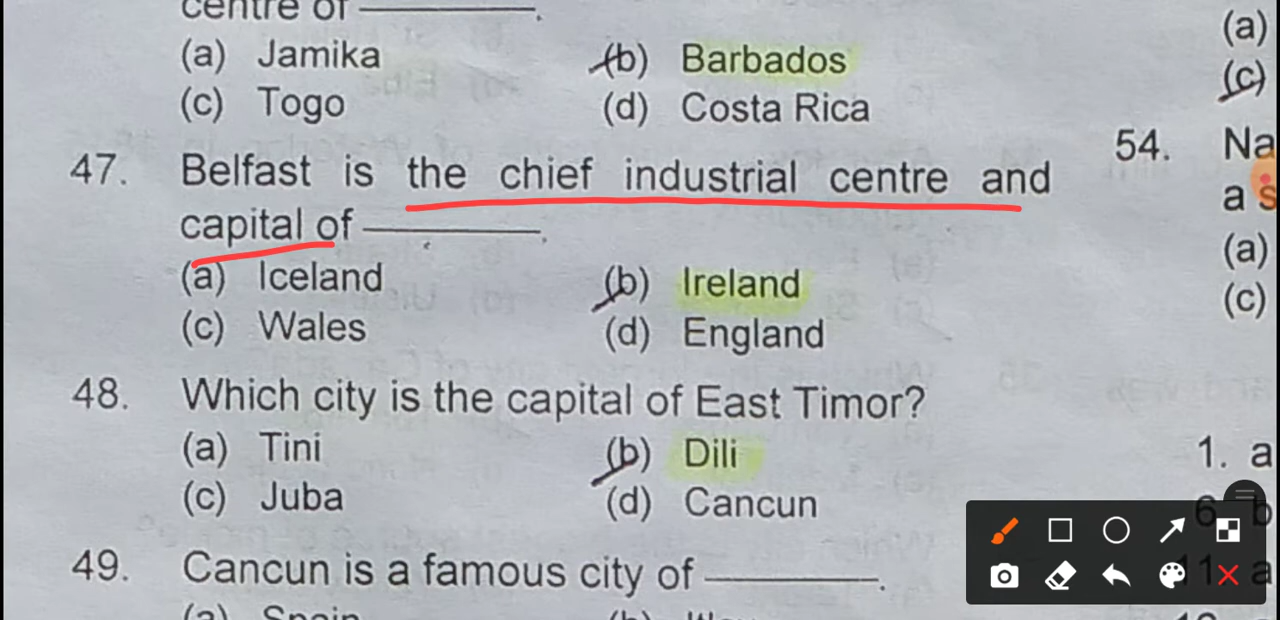 centre of ________.
(a) Jamika (b) Barbados
(c) Togo (d) Costa Rica
47. Belfast is the chief industrial centre and
capital of ________.
(a) Iceland (b) Ireland
(c) Wales (d) England
48. Which city is the capital of East Timor?
(a) Tini (b) Dili
(c) Juba (d) Cancun
49. Cancun is a famous city of ________.
(a) Spain (b)
(a)
(c)
54. Na
a s
(a)
(c)
1. a
6. b